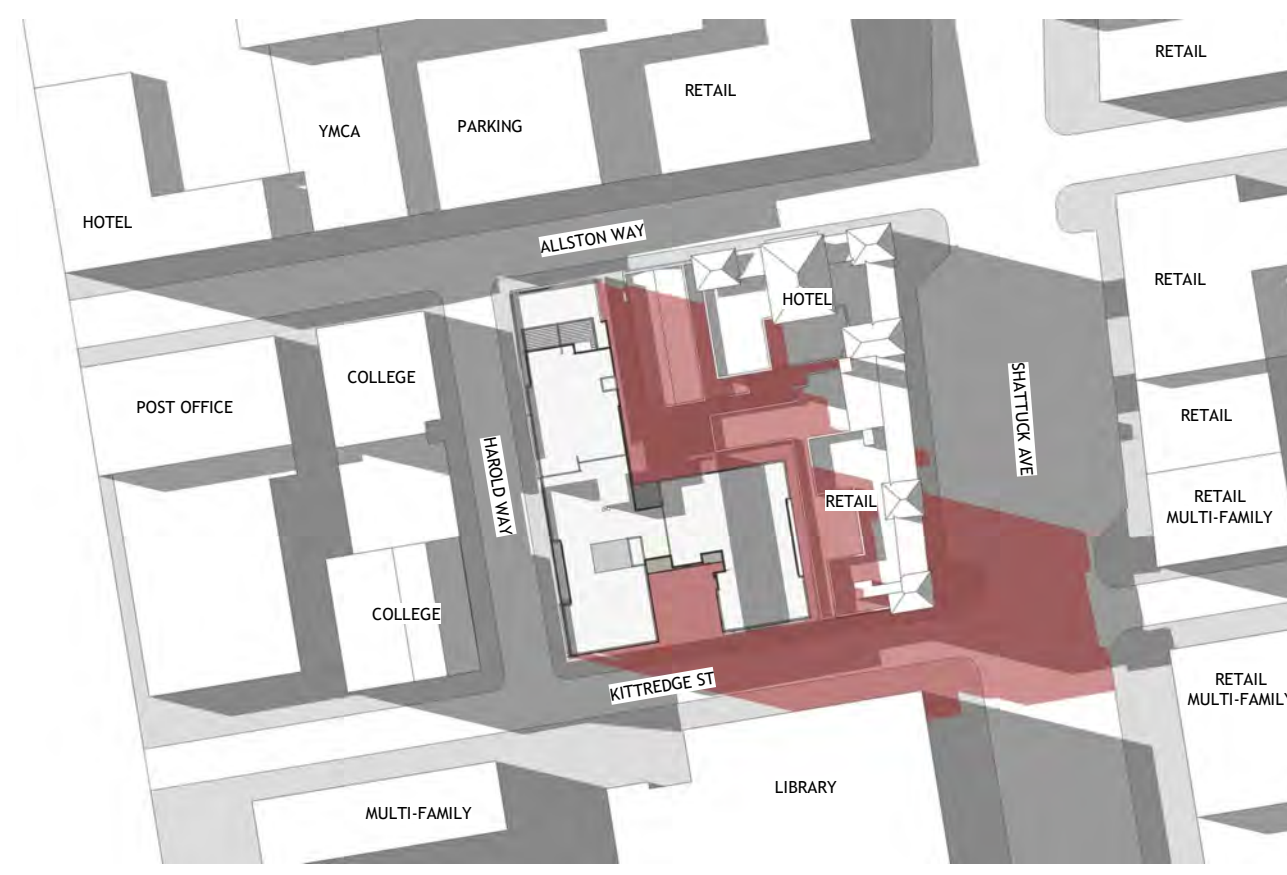 RETAIL
RETAIL
YMCA
PARKING
HOTEL
ALLSTON WAY
RETAIL
HOTEL
COLLEGE
SHATTUCK AVE
POST OFFICE
RETAIL
HAROLD WAY
RETAIL
RETAIL
MULTI-FAMILY
COLLEGE
KITTREDGE ST
RETAIL
MULTI-FAMILY
LIBRARY
MULTI-FAMILY